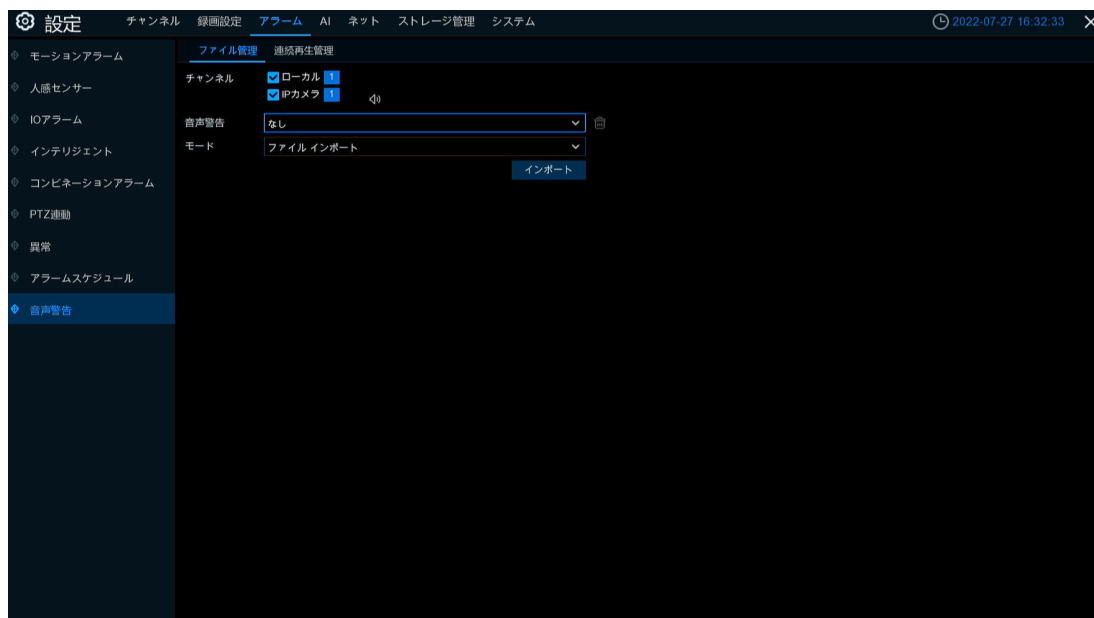 設定 チャンネル 録画設定 アラーム AI ネット ストレージ管理 システム 2022-07-27 16:32:33
モーションアラーム
人感センサー
IOアラーム
インテリジェント
コンビネーションアラーム
PTZ連動
異常
アラームスケジュール
音声警告
ファイル管理 連続再生管理
チャンネル ローカル 1
IPカメラ 1
音声警告 なし
モード ファイル インポート
インポート